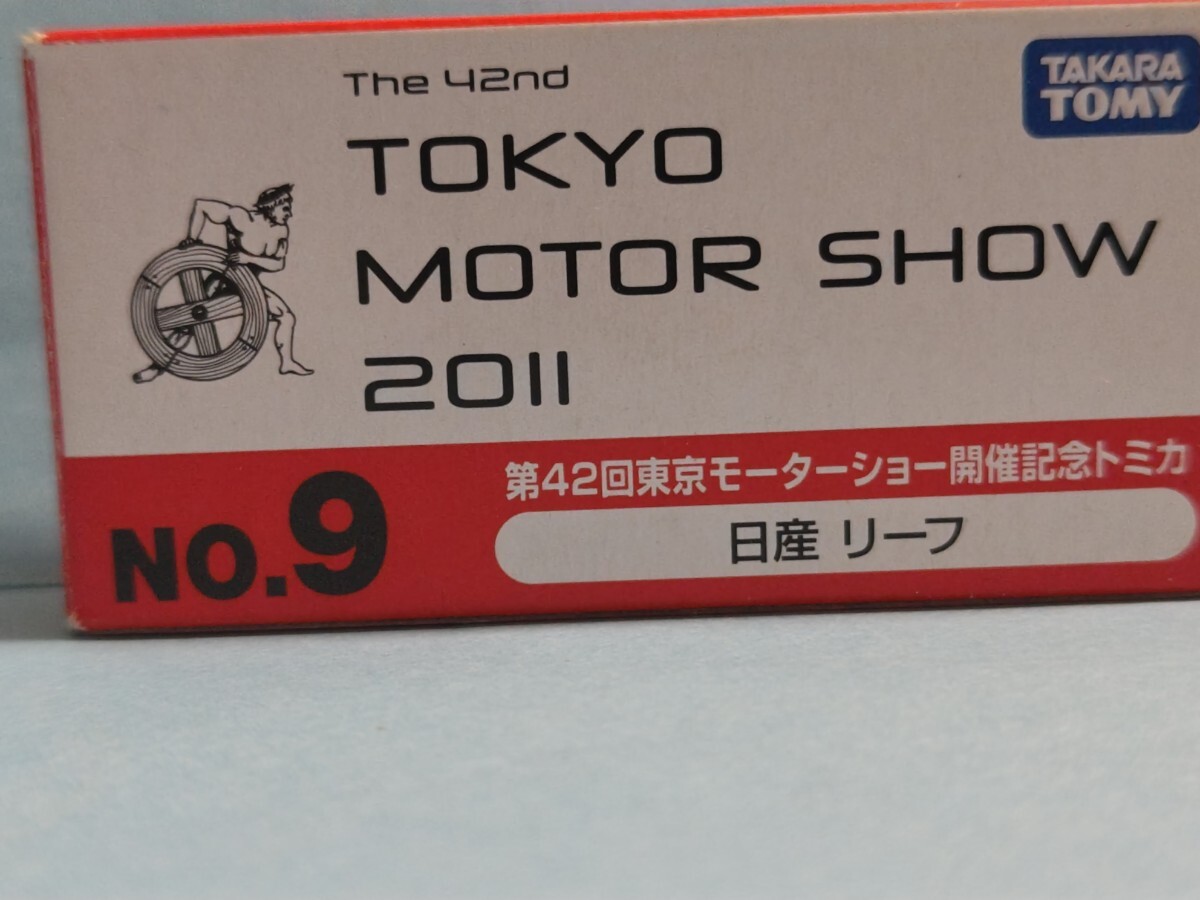 The 42nd
TOKYO
MOTOR SHOW
2011
TAKARA
TOMY
NO.9
第42回東京モーターショー開催記念トミカ
日産 リーフ